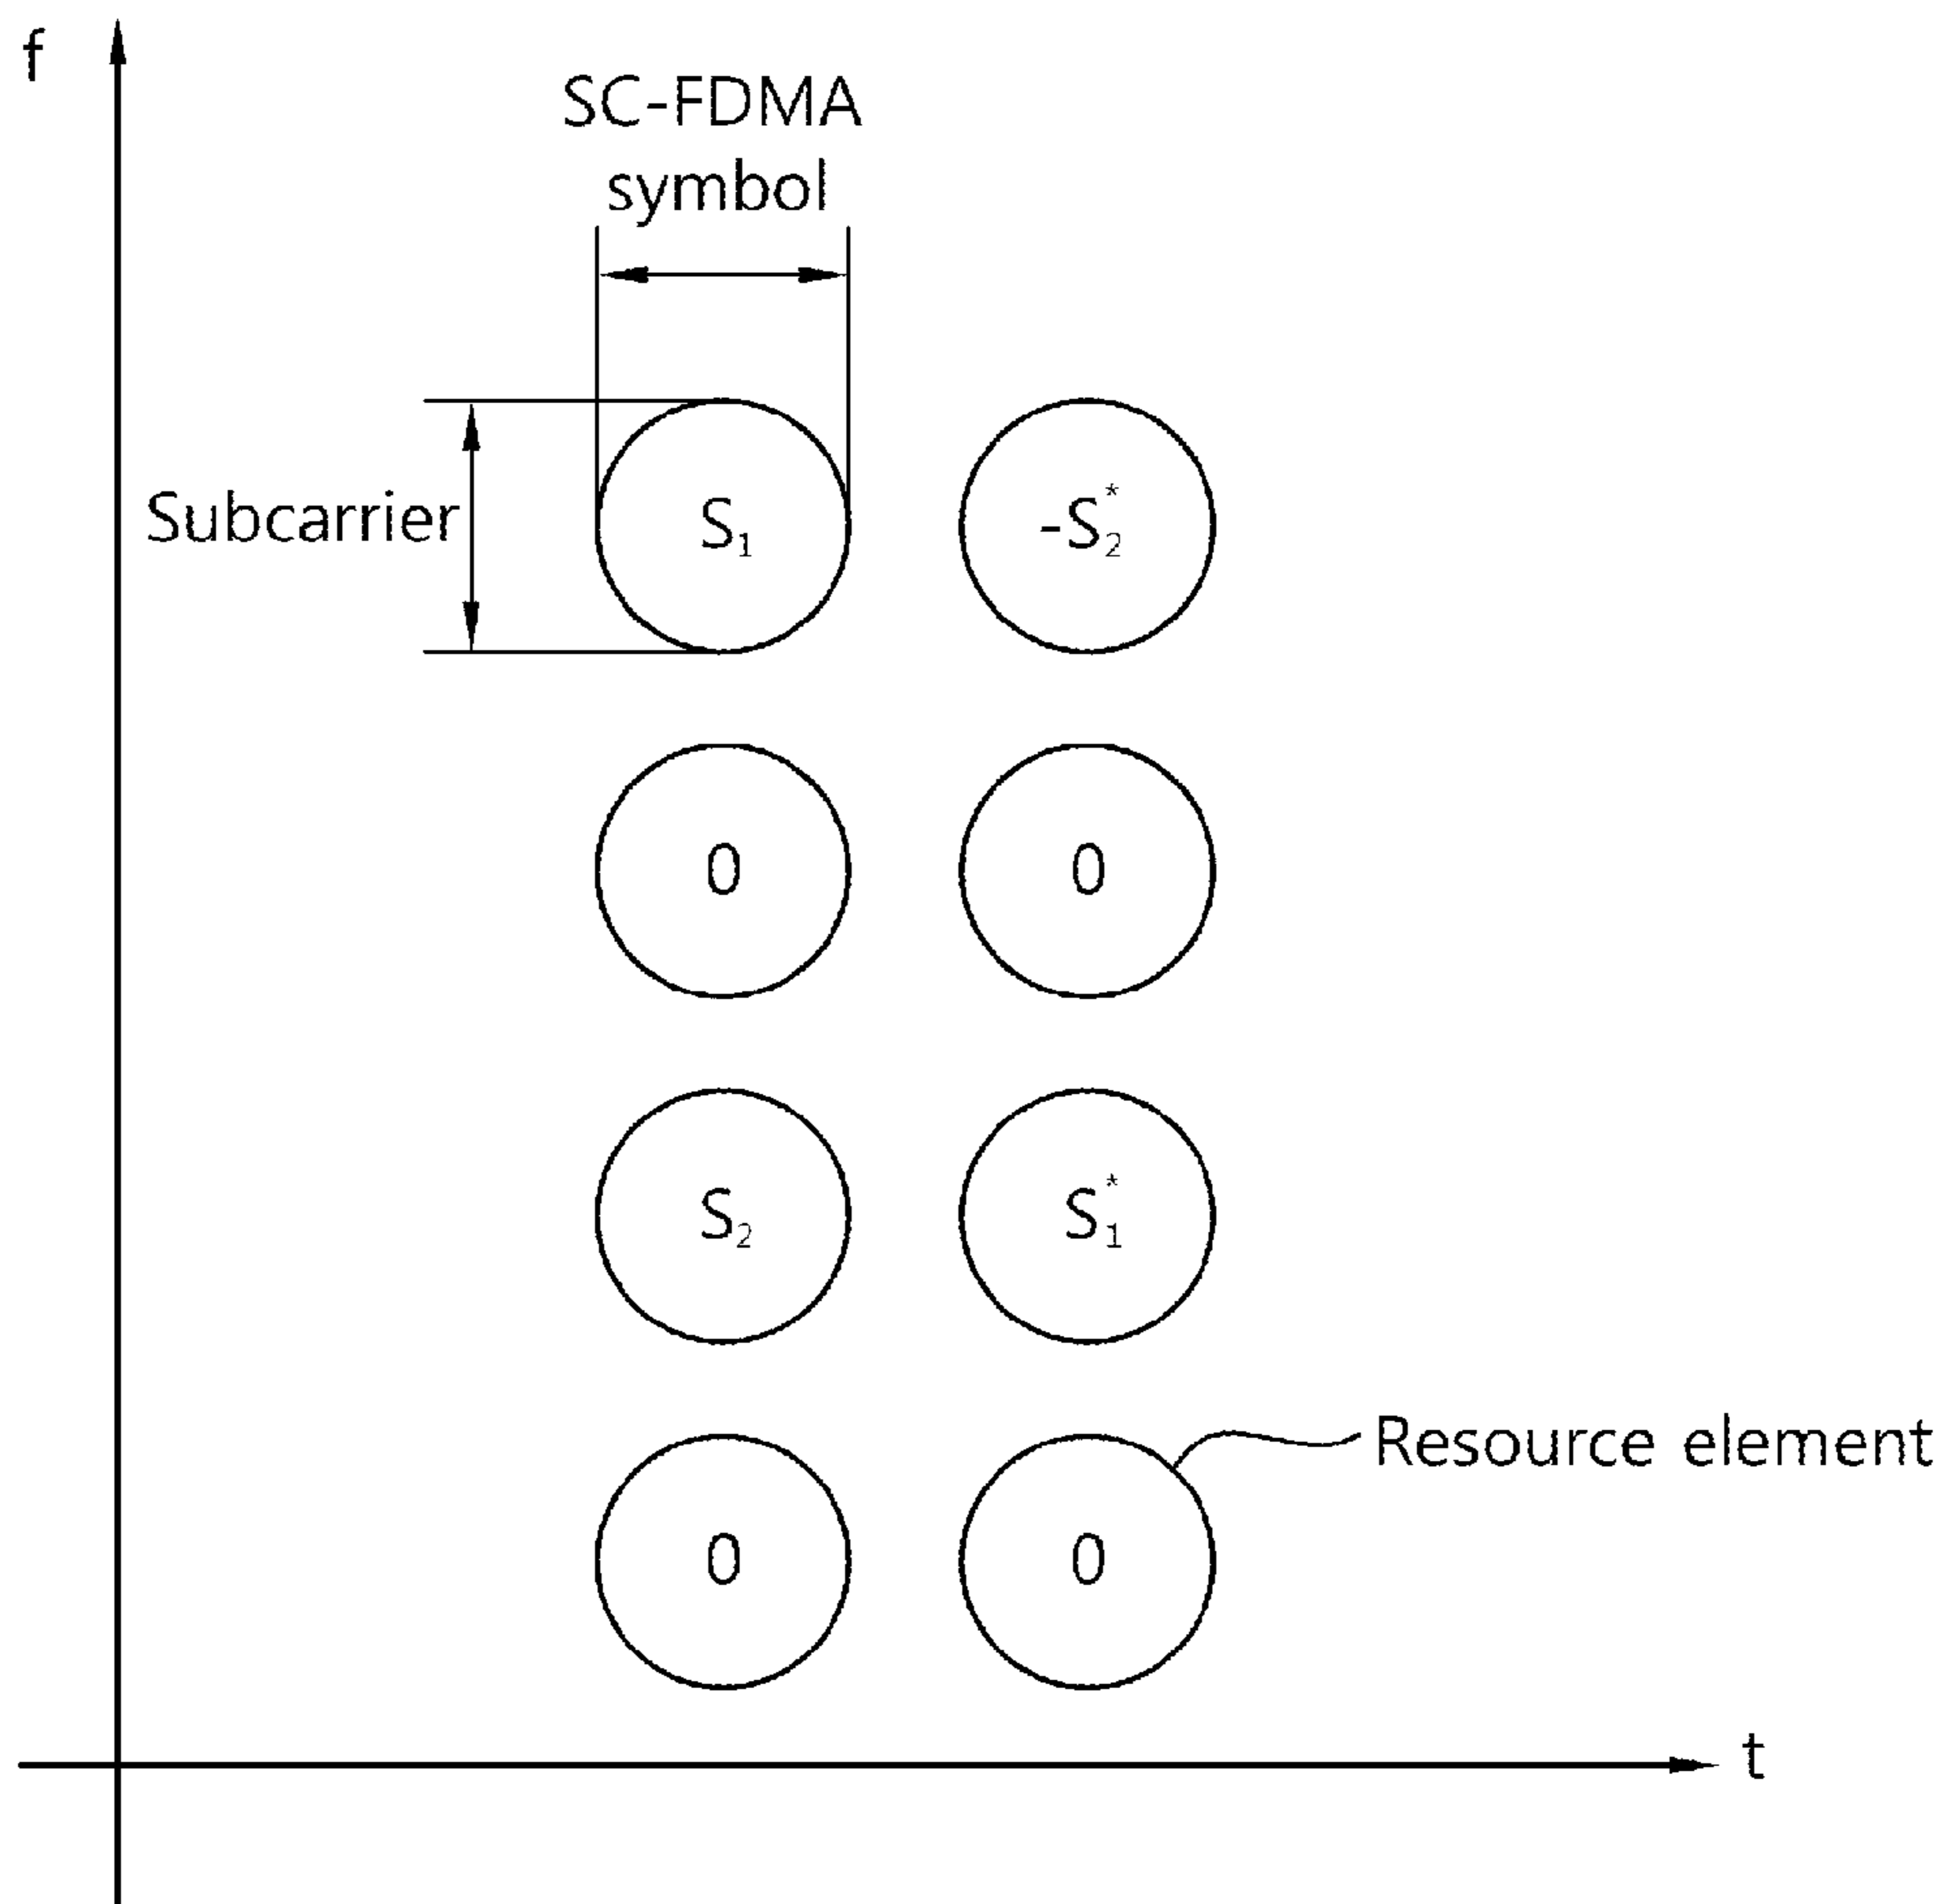 f
SC-FDMA
symbol
Subcarrier
S₁
-S₂*
0
0
S₂
S₁*
Resource element
0
0
t